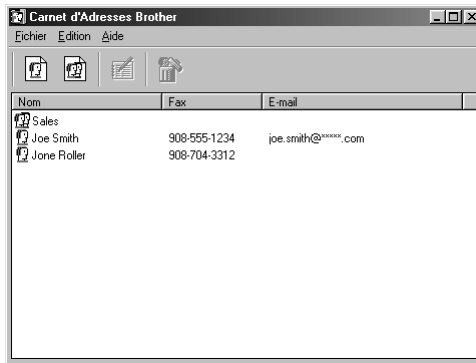 Carnet d'Adresses Brother
Fichier Edition Aide
Nom Fax E-mail
Sales
Joe Smith 908-555-1234 joe.smith@*****.com
Jone Roller 908-704-3312